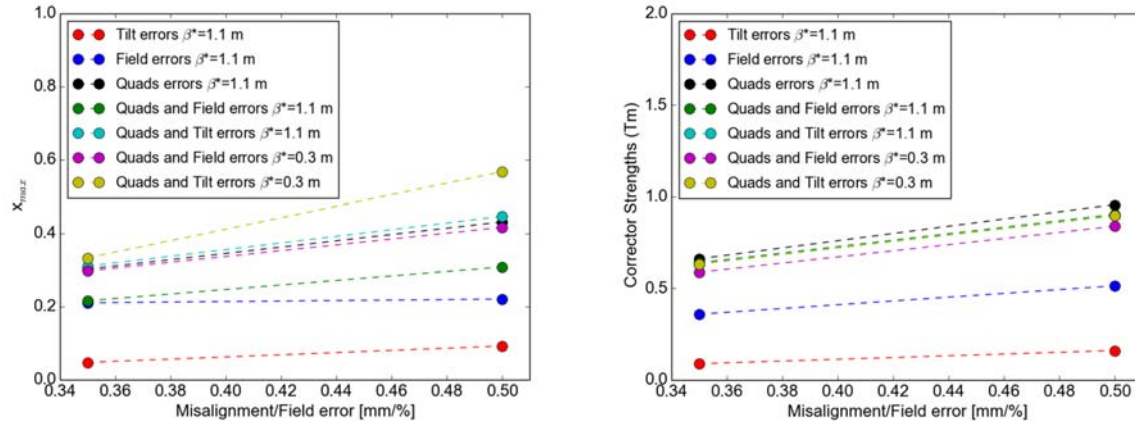 1.0
0.8
0.6
0.4
0.2
0.0
x_max
Tilt errors β*=1.1 m
Field errors β*=1.1 m
Quads errors β*=1.1 m
Quads and Field errors β*=1.1 m
Quads and Tilt errors β*=1.1 m
Quads and Field errors β*=0.3 m
Quads and Tilt errors β*=0.3 m
0.34 0.36 0.38 0.40 0.42 0.44 0.46 0.48 0.50
Misalignment/Field error [mm/%]
2.0
1.5
1.0
0.5
0.0
Corrector Strengths (Tm)
Tilt errors β*=1.1 m
Field errors β*=1.1 m
Quads errors β*=1.1 m
Quads and Field errors β*=1.1 m
Quads and Tilt errors β*=1.1 m
Quads and Field errors β*=0.3 m
Quads and Tilt errors β*=0.3 m
0.34 0.36 0.38 0.40 0.42 0.44 0.46 0.48 0.50
Misalignment/Field error [mm/%]